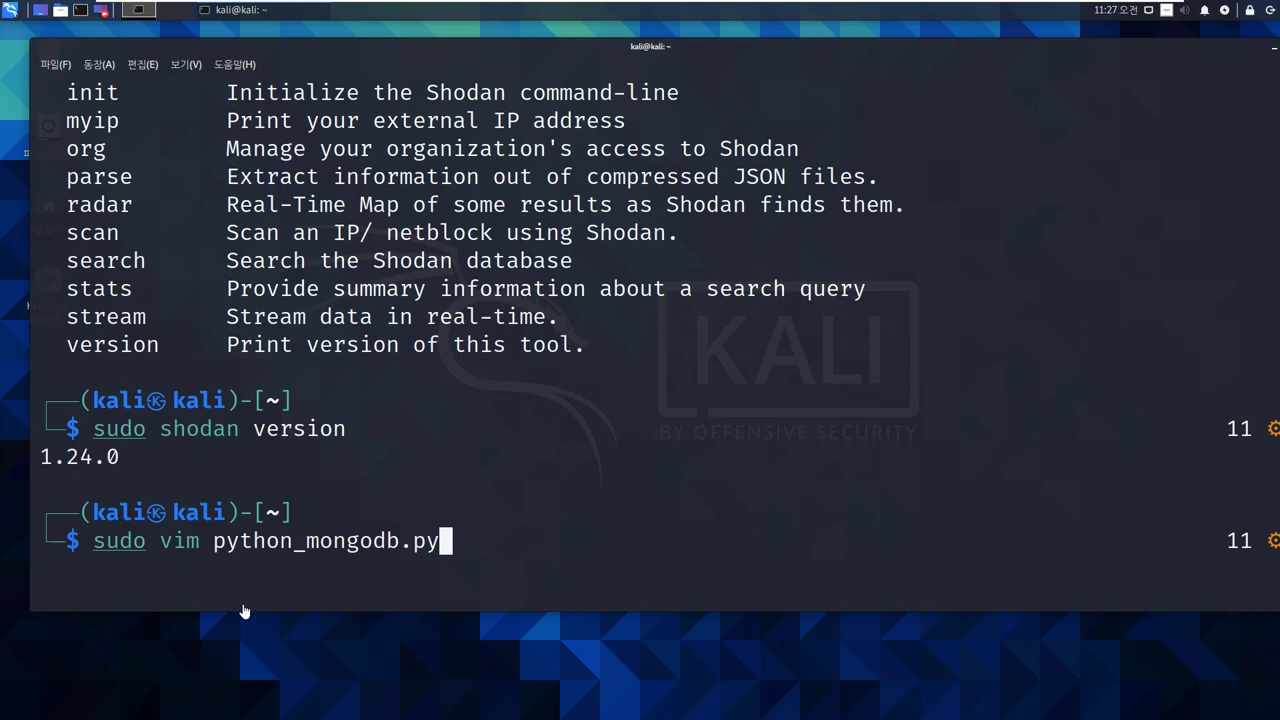 kali@kali: ~
11:27 오전
kali@kali: ~
파일(F) 동장(A) 편집(E) 보기(V) 도움말(H)
init Initialize the Shodan command-line
myip Print your external IP address
org Manage your organization's access to Shodan
parse Extract information out of compressed JSON files.
radar Real-Time Map of some results as Shodan finds them.
scan Scan an IP/ netblock using Shodan.
search Search the Shodan database
stats Provide summary information about a search query
stream Stream data in real-time.
version Print version of this tool.
KALI
BY OFFENSIVE SECURITY
┌──(kali㉿kali)-[~]
└─$ sudo shodan version 11
1.24.0
┌──(kali㉿kali)-[~]
└─$ sudo vim python_mongodb.py 11